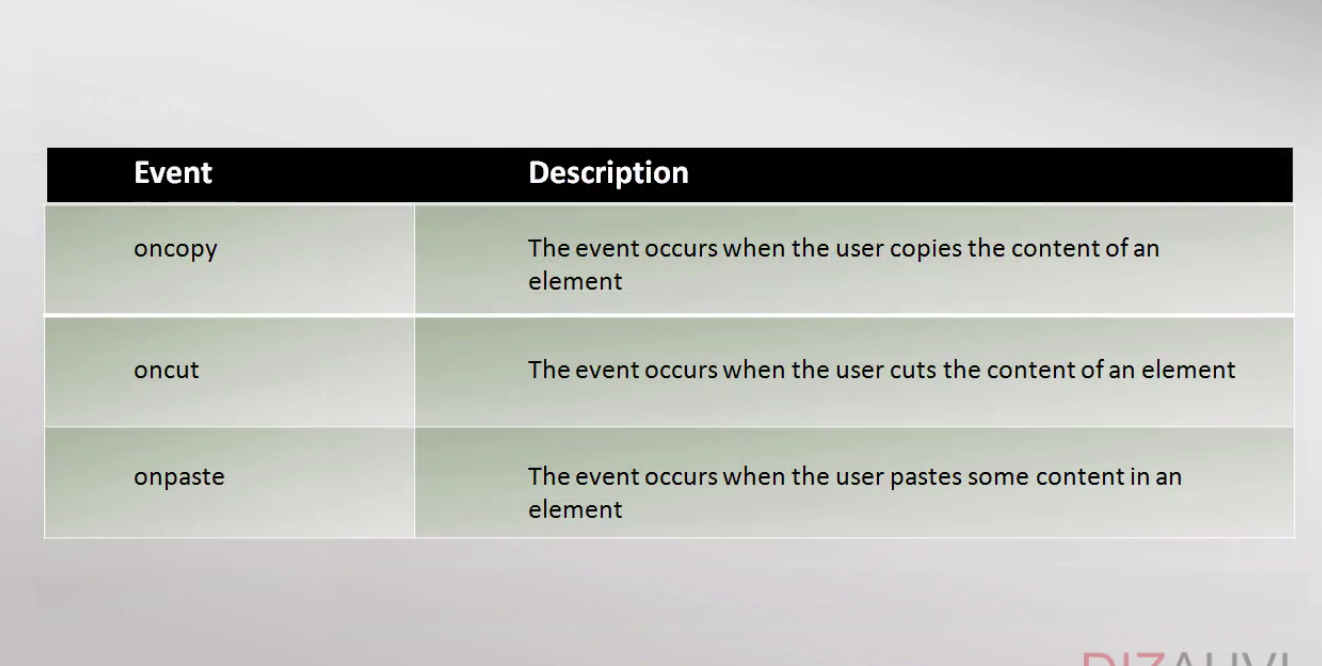 Event Description
oncopy The event occurs when the user copies the content of an
element
oncut The event occurs when the user cuts the content of an element
onpaste The event occurs when the user pastes some content in an
element